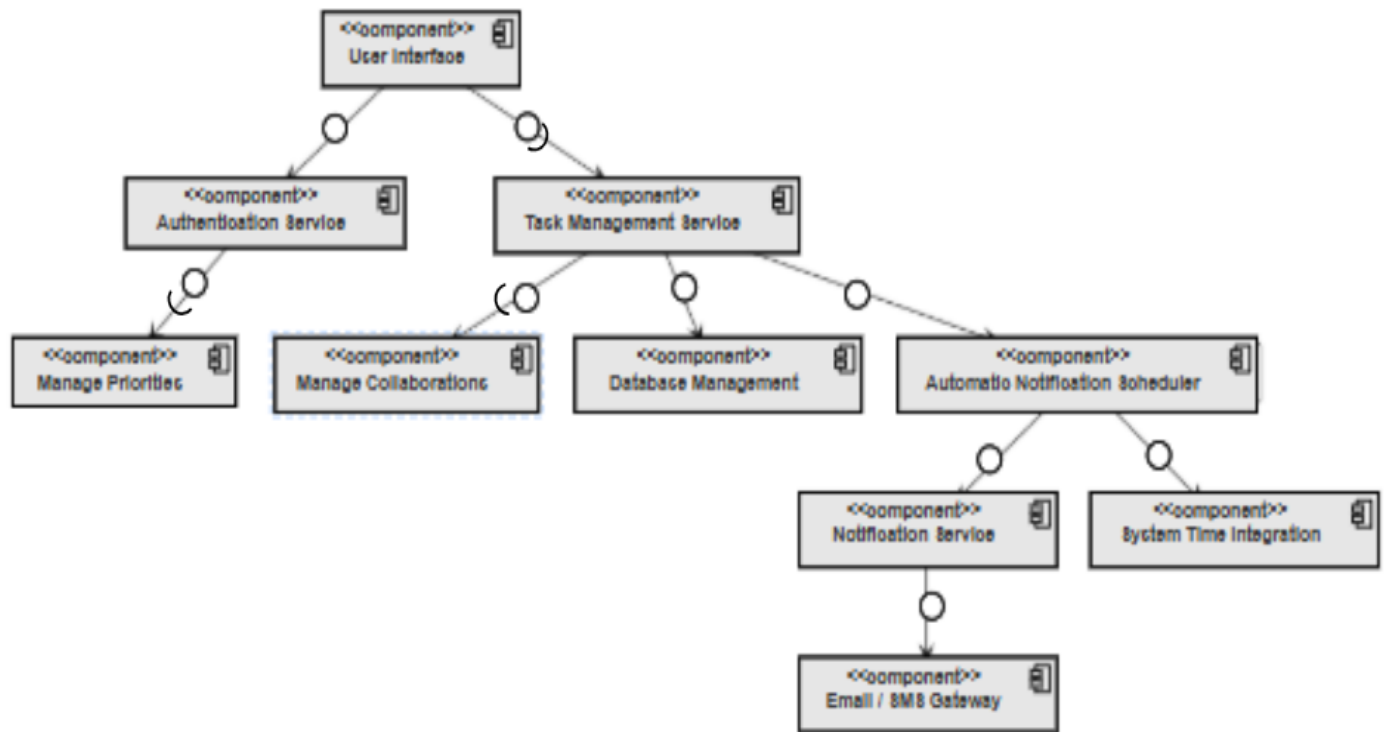 <<component>>
User Interface
<<component>>
Authentication Service
<<component>>
Task Management Service
<<component>>
Manage Priorities
<<component>>
Manage Collaborations
<<component>>
Database Management
<<component>>
Automatic Notification Scheduler
<<component>>
Notification Service
<<component>>
System Time Integration
<<component>>
Email / SMS Gateway